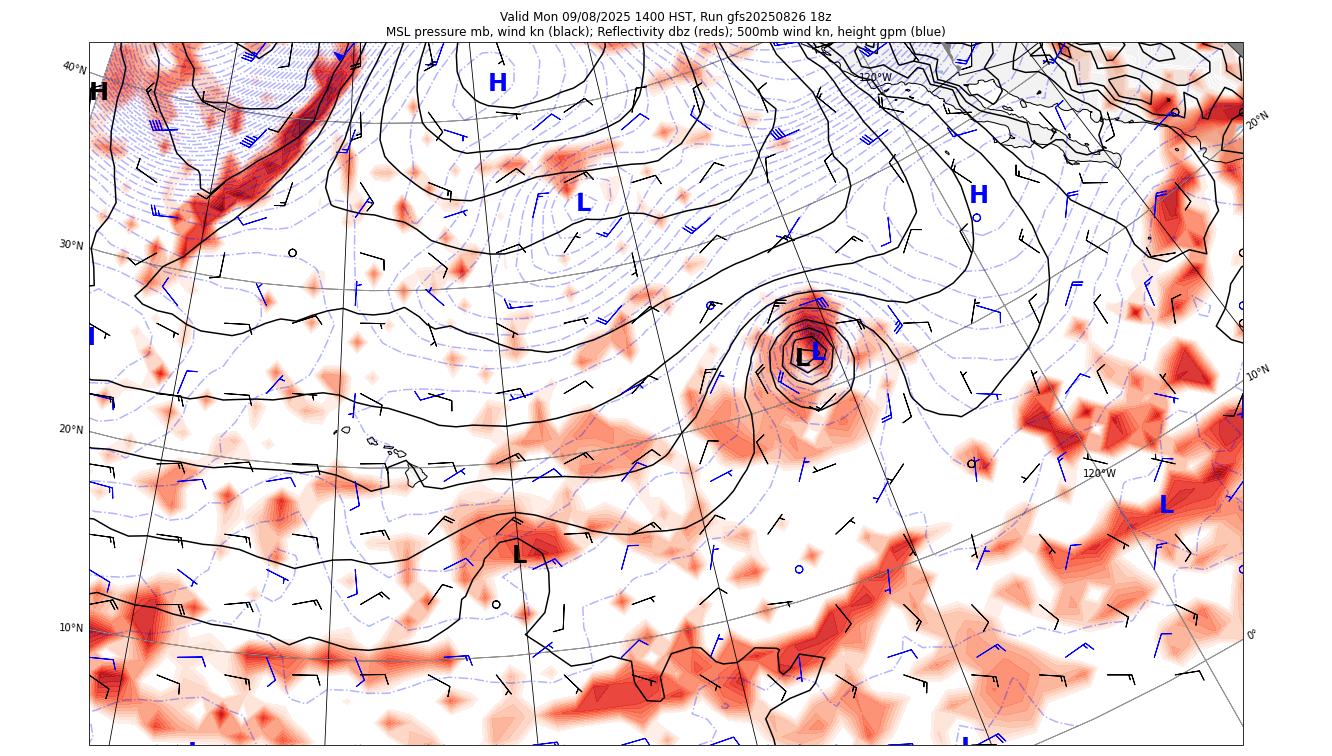 Valid Mon 09/08/2025 1400 HST, Run gfs20250826 18z
MSL pressure mb, wind kn (black); Reflectivity dbz (reds); 500mb wind kn, height gpm (blue)
40°N
H
H
120°W
20°N
L
H
30°N
L
L
10°N
20°N
120°W
L
L
10°N
0°
L